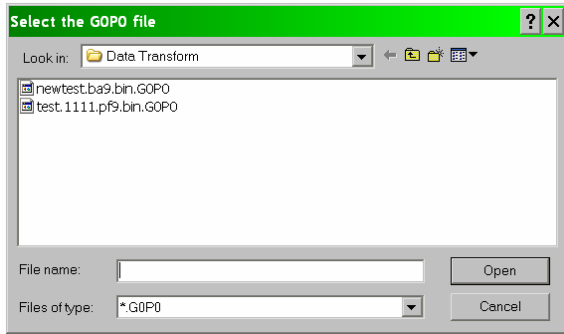 Select the G0P0 file
Look in: Data Transform
newtest.ba9.bin.G0P0
test.1111.pf9.bin.G0P0
File name: Open
Files of type: *.G0P0 Cancel